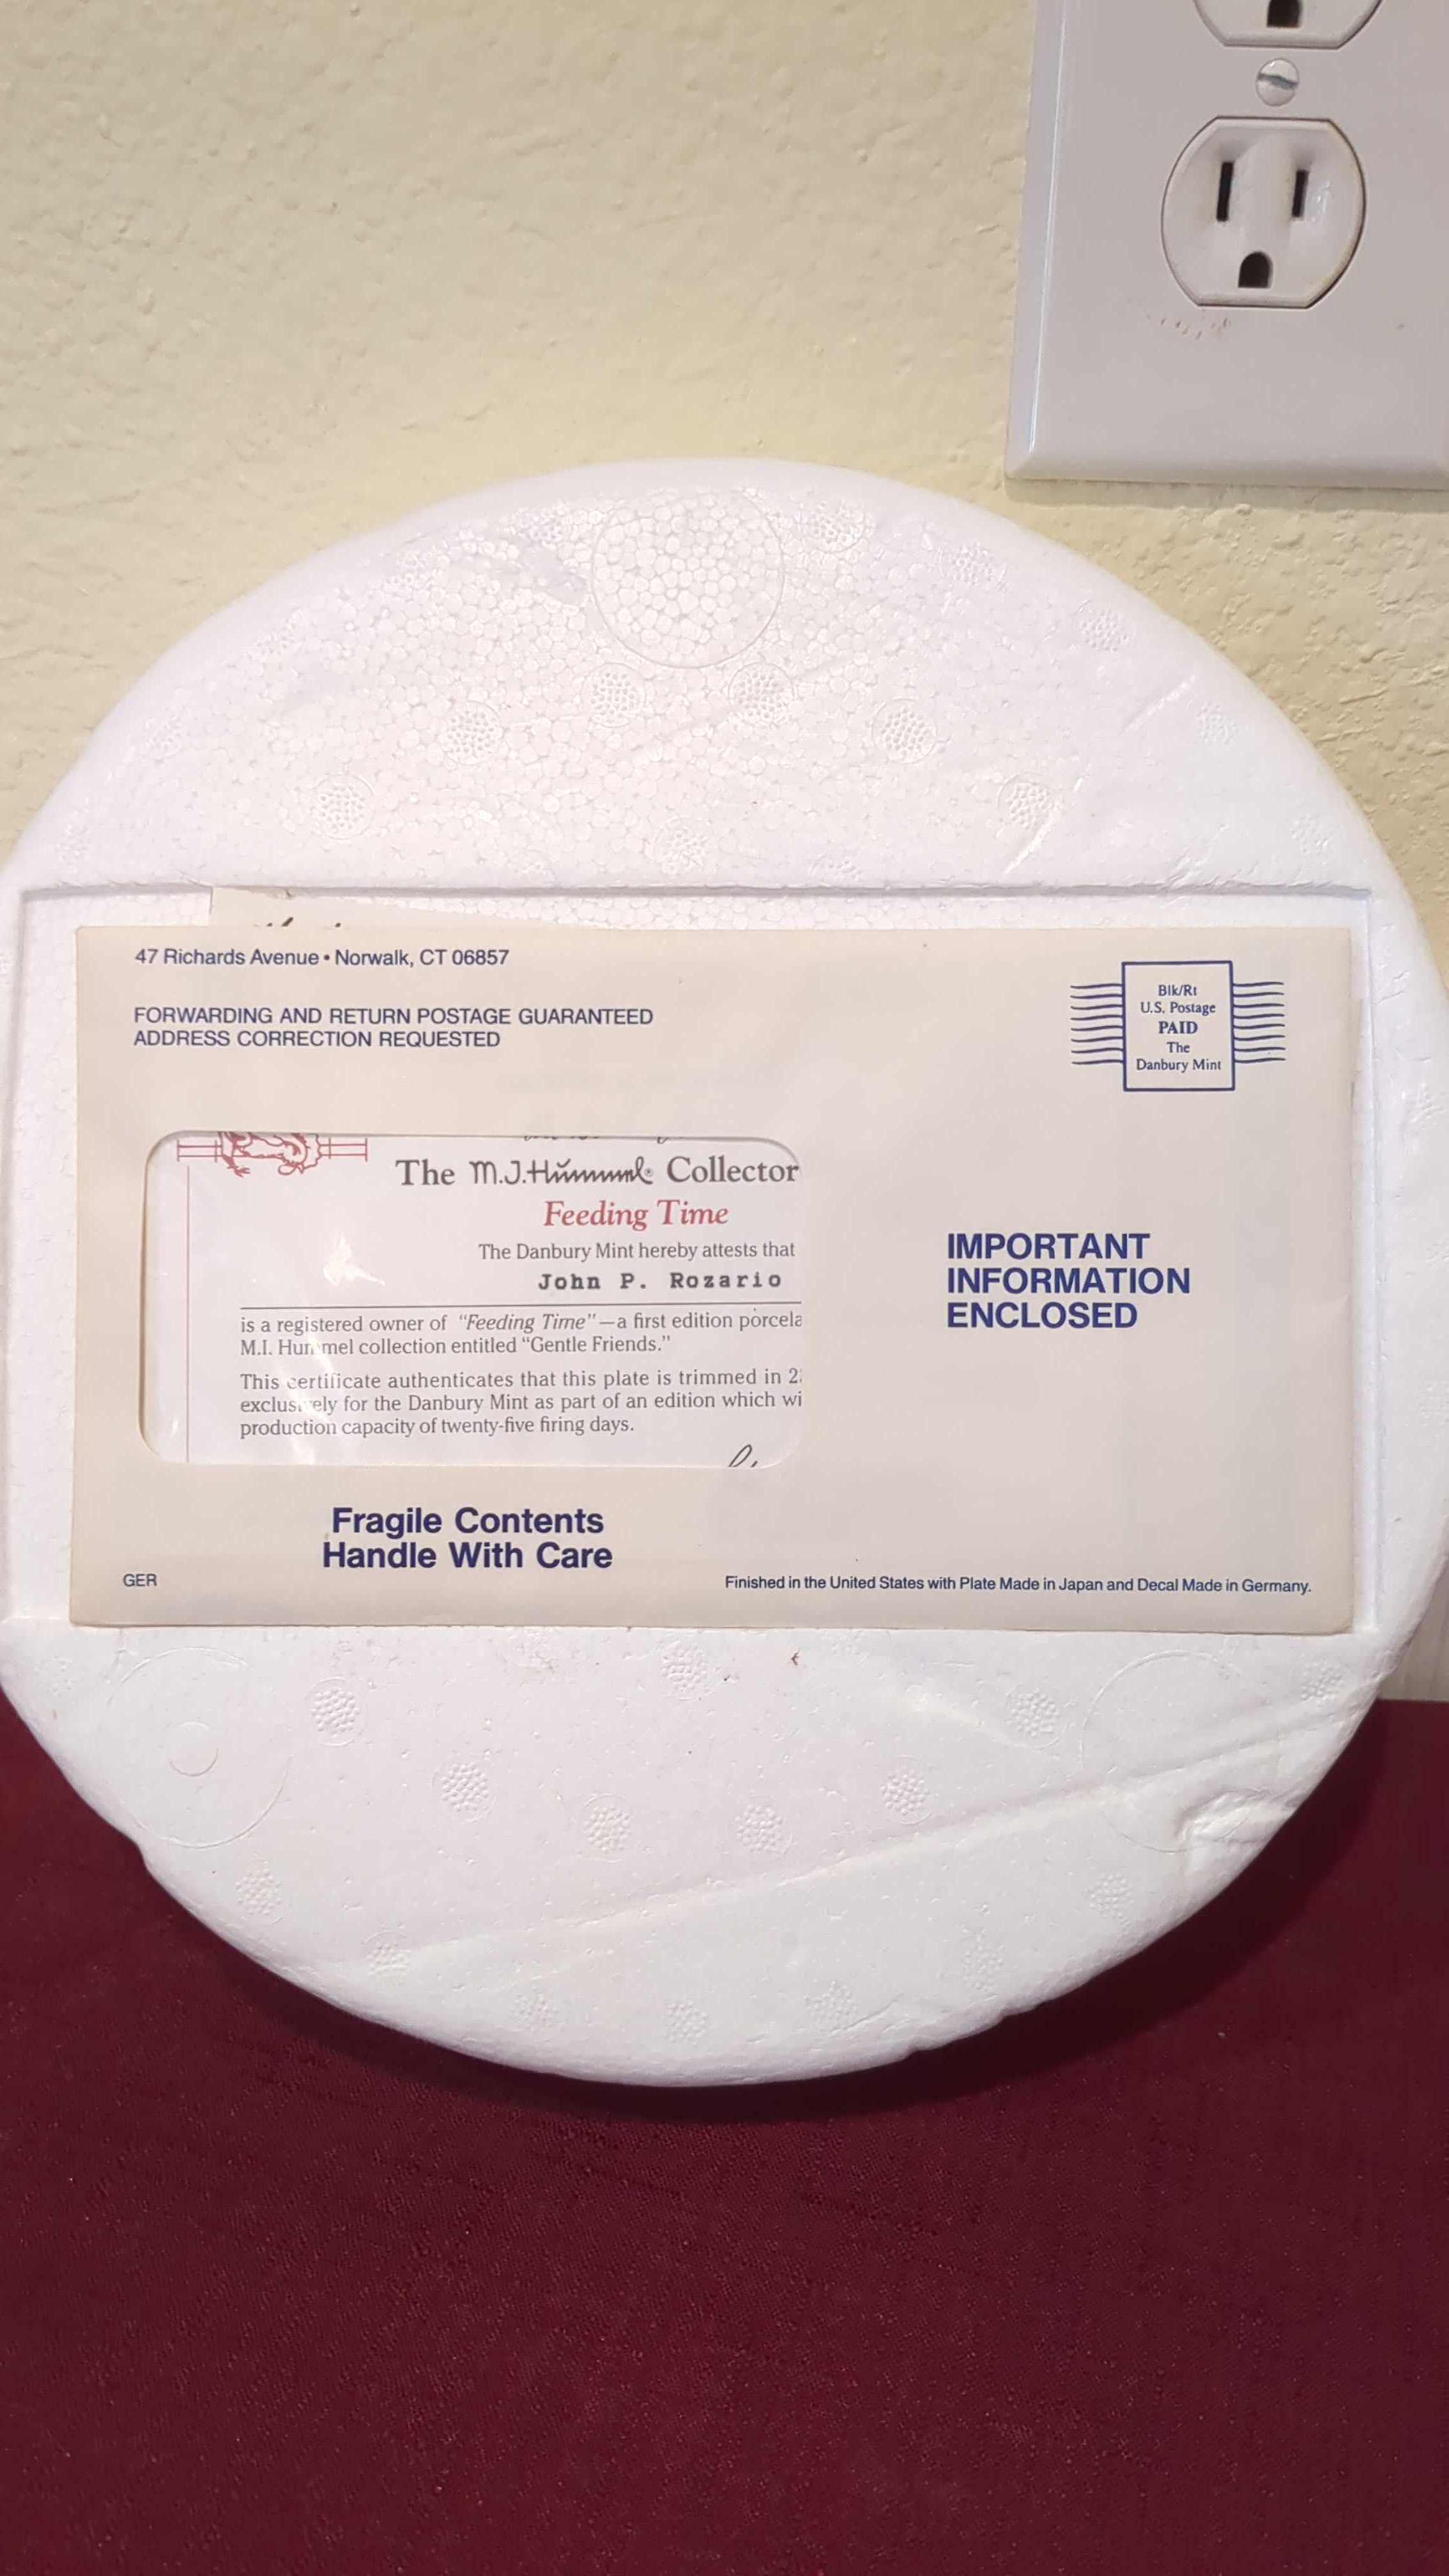 47 Richards Avenue • Norwalk, CT 06857
FORWARDING AND RETURN POSTAGE GUARANTEED
ADDRESS CORRECTION REQUESTED
Blk/Rt
U.S. Postage
PAID
The
Danbury Mint
The M.J.Hümmel® Collector
Feeding Time
The Danbury Mint hereby attests that
John P. Rozario
is a registered owner of "Feeding Time"—a first edition porcela
M.I. Hummel collection entitled "Gentle Friends."
This certificate authenticates that this plate is trimmed in 2
exclusively for the Danbury Mint as part of an edition which wi
production capacity of twenty-five firing days.
IMPORTANT
INFORMATION
ENCLOSED
Fragile Contents
Handle With Care
GER
Finished in the United States with Plate Made in Japan and Decal Made in Germany.